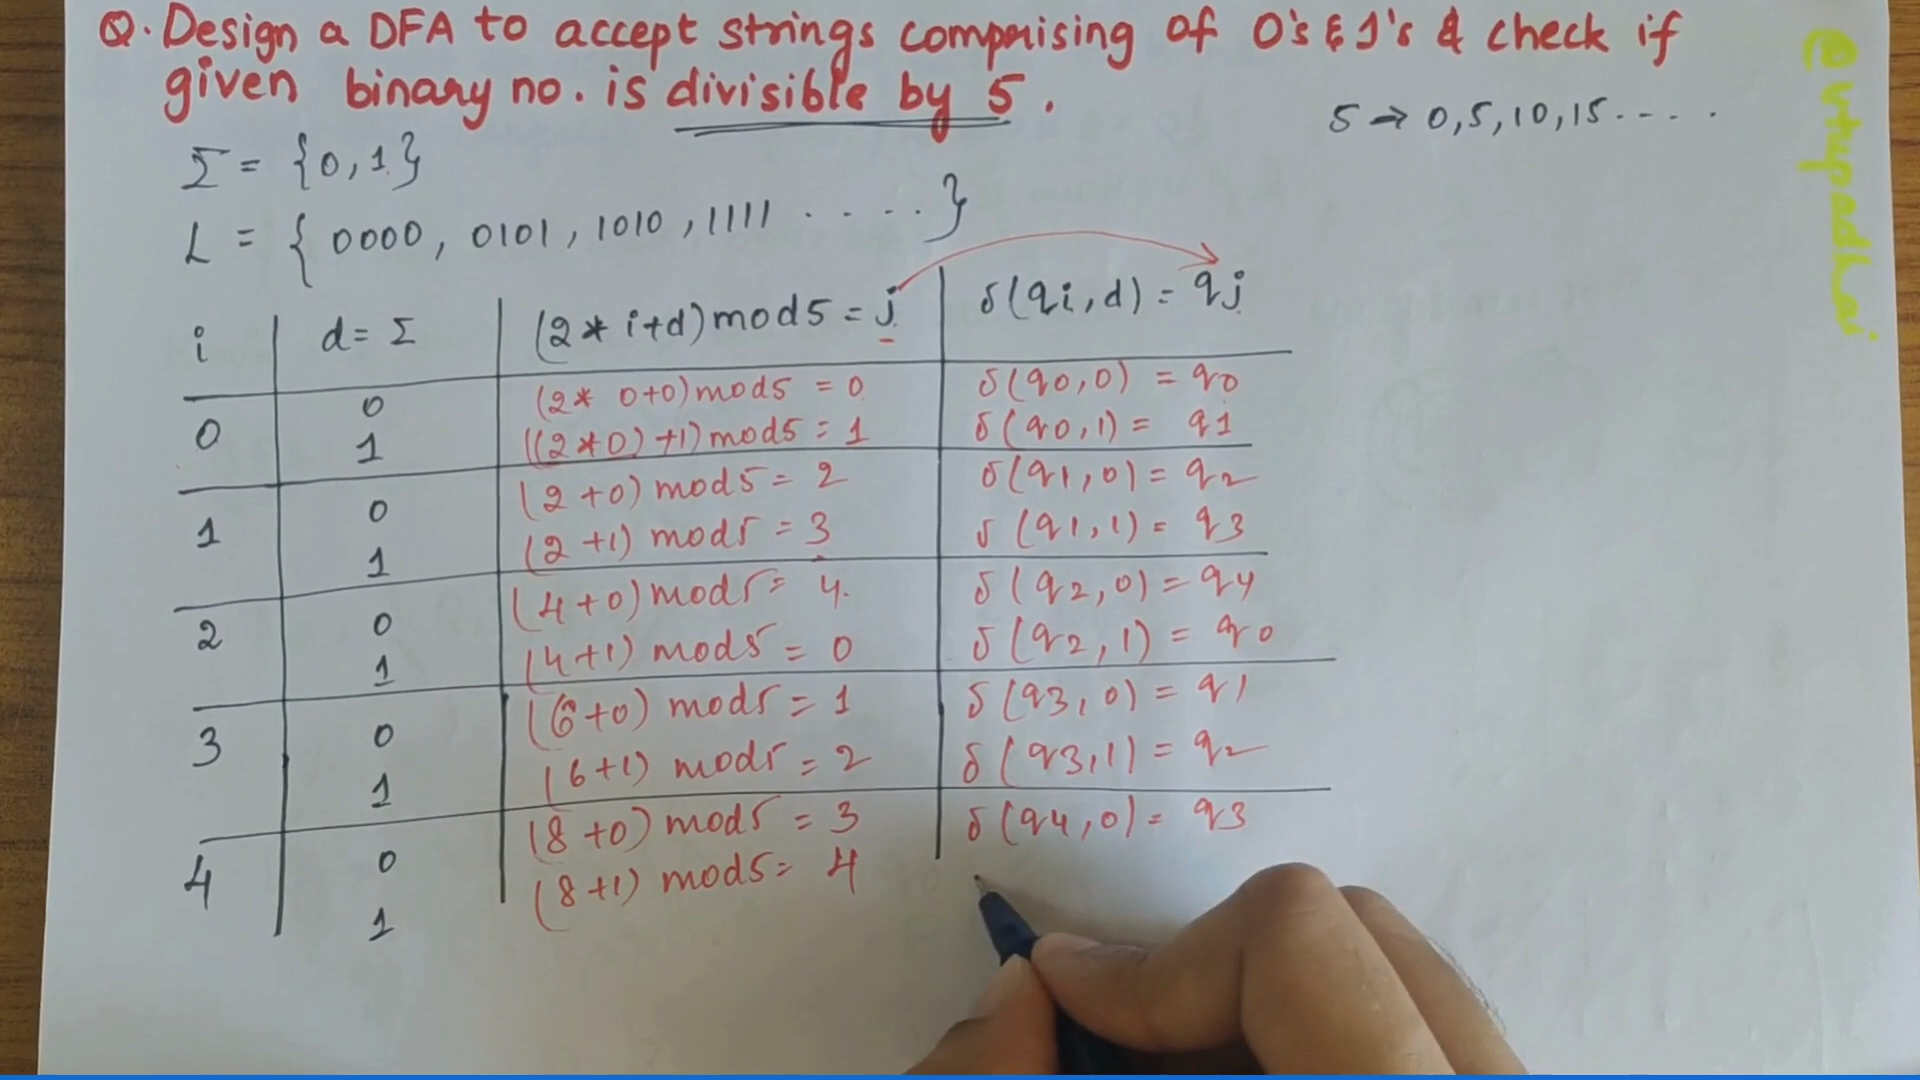 Q. Design a DFA to accept strings comprising of 0's & 1's & check if
given binary no. is divisible by 5.
5 → 0,5,10,15.....
Σ = {0,1}
L = { 0000, 0101, 1010, 1111 ..... }
i d= Σ (2* i+d)mod5 = j δ(qi,d) = qj
0 0 (2* 0+0)mod5 = 0 δ(q0,0) = q0
1 ((2*0)+1)mod5 = 1 δ(q0,1) = q1
1 0 (2+0) mod5 = 2 δ(q1,0) = q2
1 (2+1) mod5 = 3 δ(q1,1) = q3
2 0 (4+0)mod5 = 4. δ(q2,0) = q4
1 (4+1) mod5 = 0 δ(q2,1) = q0
3 0 (6+0) mod5 = 1 δ(q3,0) = q1
1 (6+1) mod5 = 2 δ(q3,1) = q2
4 0 (8+0) mod5 = 3 δ(q4,0) = q3
1 (8+1) mod5 = 4
@vtupadhai